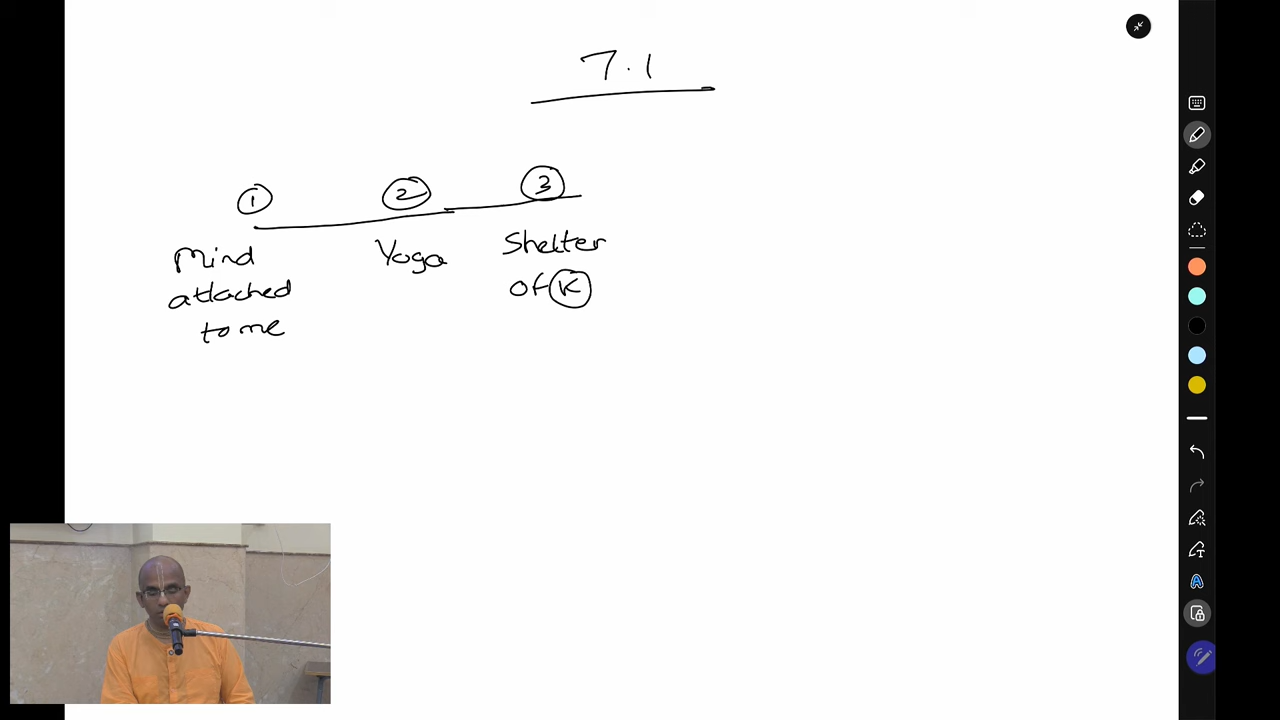 7.1
① ② ③
Mind attached to me
Yoga
Shelter of Ⓚ